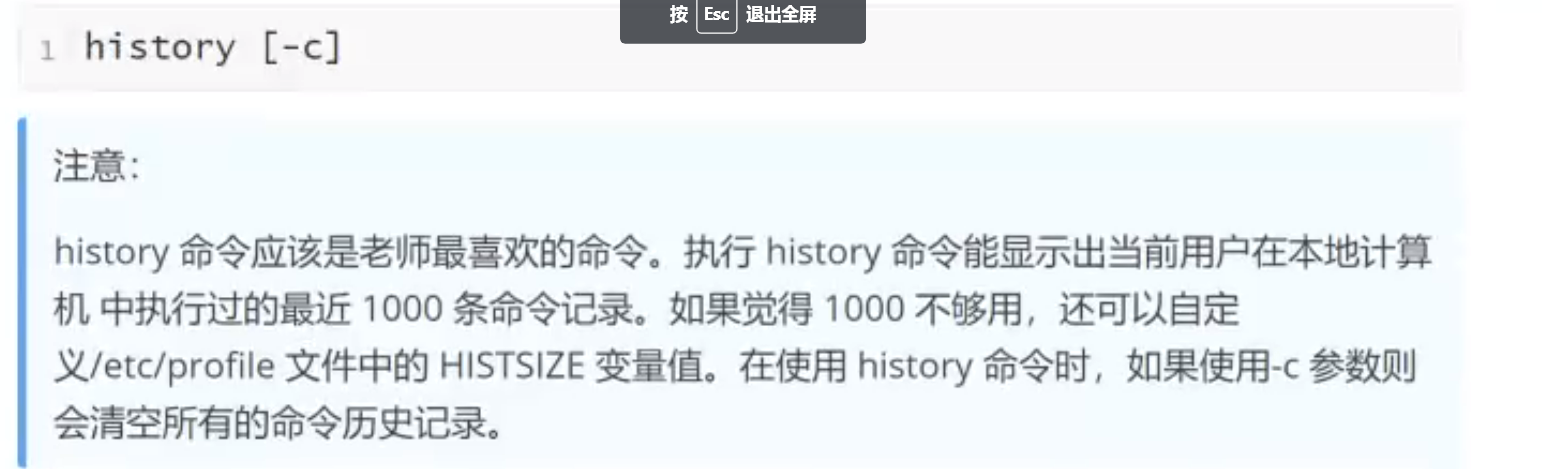 按 Esc 退出全屏
1 history [-c]
注意：
history 命令应该是老师最喜欢的命令。执行 history 命令能显示出当前用户在本地计算
机 中执行过的最近 1000 条命令记录。如果觉得 1000 不够用，还可以自定
义/etc/profile 文件中的 HISTSIZE 变量值。在使用 history 命令时，如果使用-c 参数则
会清空所有的命令历史记录。